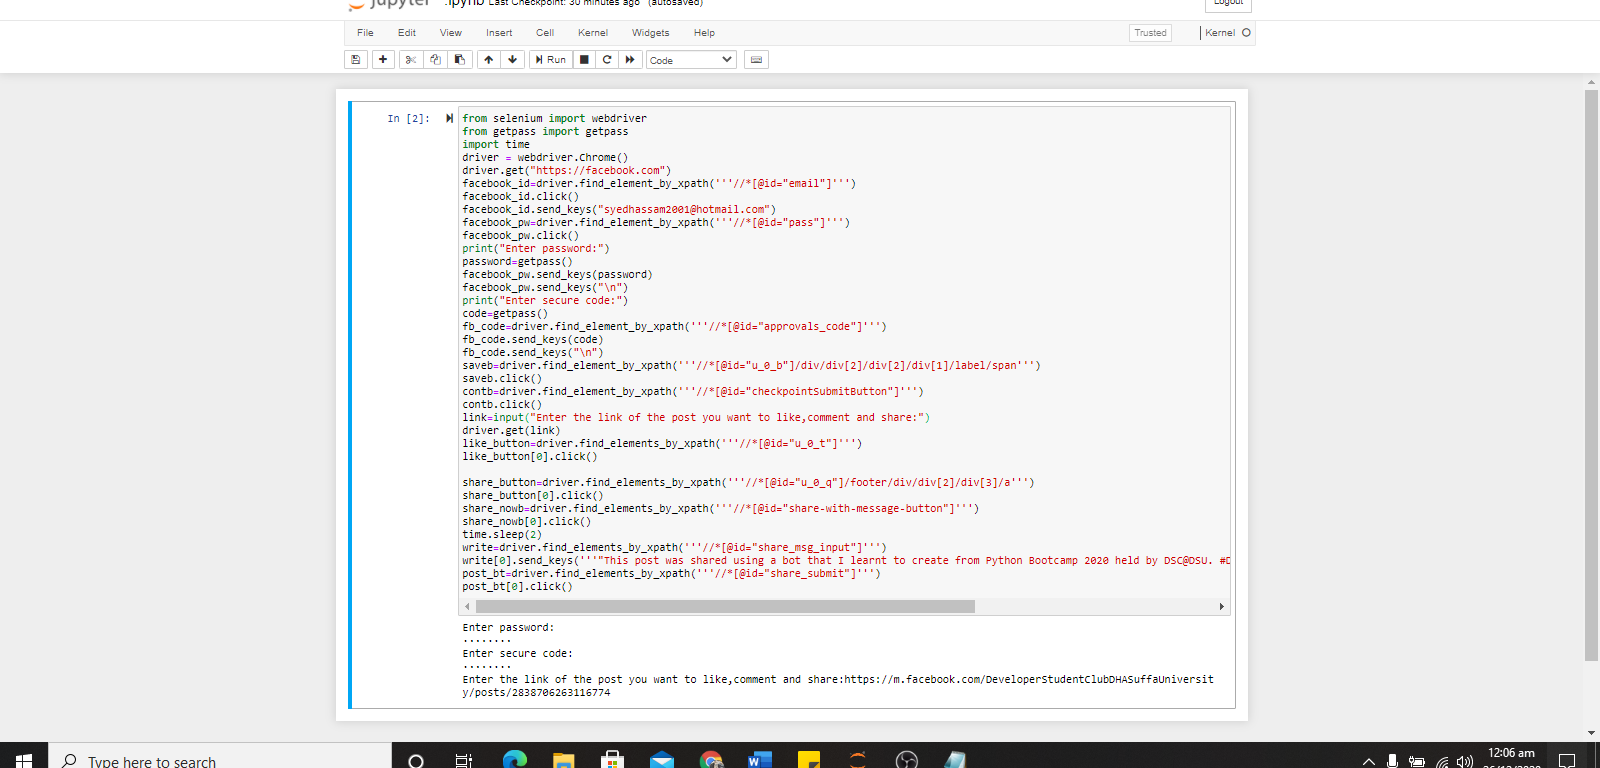 jupyter .ipynb Last Checkpoint: 30 minutes ago (autosaved)
Logout
File Edit View Insert Cell Kernel Widgets Help
Trusted Kernel
Run
Code
In [2]:
from selenium import webdriver
from getpass import getpass
import time
driver = webdriver.Chrome()
driver.get("https://facebook.com")
facebook_id=driver.find_element_by_xpath('''//*[@id="email"]''')
facebook_id.click()
facebook_id.send_keys("syedhassam2001@hotmail.com")
facebook_pw=driver.find_element_by_xpath('''//*[@id="pass"]''')
facebook_pw.click()
print("Enter password:")
password=getpass()
facebook_pw.send_keys(password)
facebook_pw.send_keys("\n")
print("Enter secure code:")
code=getpass()
fb_code=driver.find_element_by_xpath('''//*[@id="approvals_code"]''')
fb_code.send_keys(code)
fb_code.send_keys("\n")
saveb=driver.find_element_by_xpath('''//*[@id="u_0_b"]/div/div[2]/div[2]/div[1]/label/span''')
saveb.click()
contb=driver.find_element_by_xpath('''//*[@id="checkpointSubmitButton"]''')
contb.click()
link=input("Enter the link of the post you want to like,comment and share:")
driver.get(link)
like_button=driver.find_elements_by_xpath('''//*[@id="u_0_t"]''')
like_button[0].click()
share_button=driver.find_elements_by_xpath('''//*[@id="u_0_q"]/footer/div/div[2]/div[3]/a''')
share_button[0].click()
share_nowb=driver.find_elements_by_xpath('''//*[@id="share-with-message-button"]''')
share_nowb[0].click()
time.sleep(2)
write=driver.find_elements_by_xpath('''//*[@id="share_msg_input"]''')
write[0].send_keys('''"This post was shared using a bot that I learnt to create from Python Bootcamp 2020 held by DSC@DSU. #D
post_bt=driver.find_elements_by_xpath('''//*[@id="share_submit"]''')
post_bt[0].click()
Enter password:
········
Enter secure code:
········
Enter the link of the post you want to like,comment and share:https://m.facebook.com/DeveloperStudentClubDHASuffaUniversit
y/posts/2838706263116774
Type here to search
12:06 am